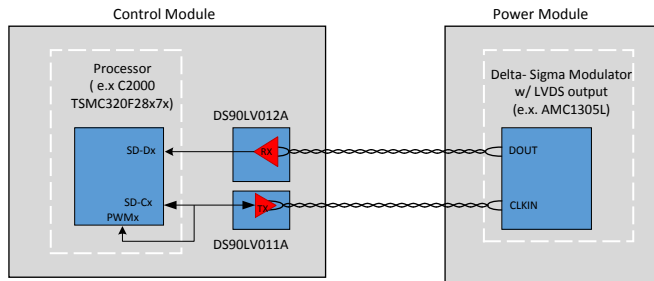 Control Module
Power Module
Processor
( e.x C2000
TSMC320F28x7x)
DS90LV012A
Delta- Sigma Modulator
w/ LVDS output
(e.x. AMC1305L)
SD-Dx
RX
DOUT
SD-Cx
PWMx
TX
CLKIN
DS90LV011A